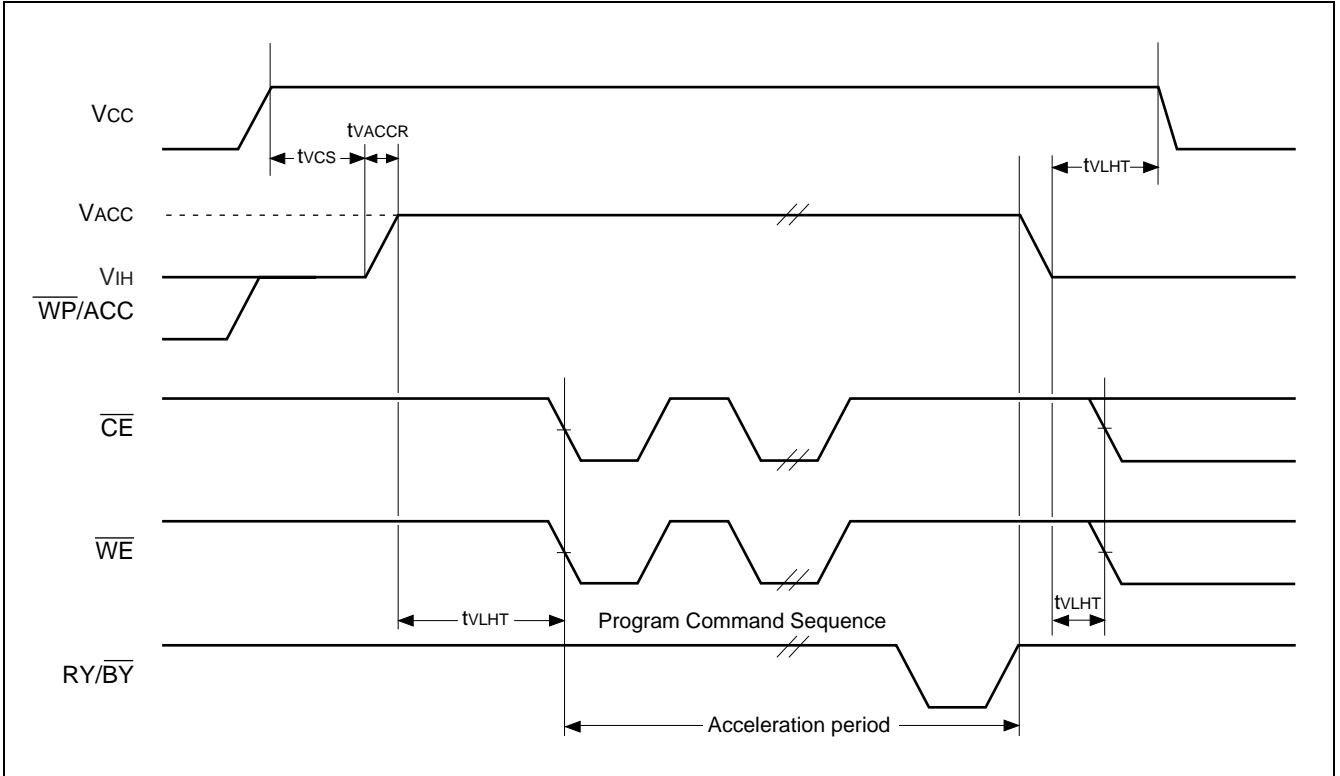 VCC
tVACCR
tVCS
tVLHT
VACC
VIH
WP/ACC
CE
WE
tVLHT
Program Command Sequence
tVLHT
RY/BY
Acceleration period